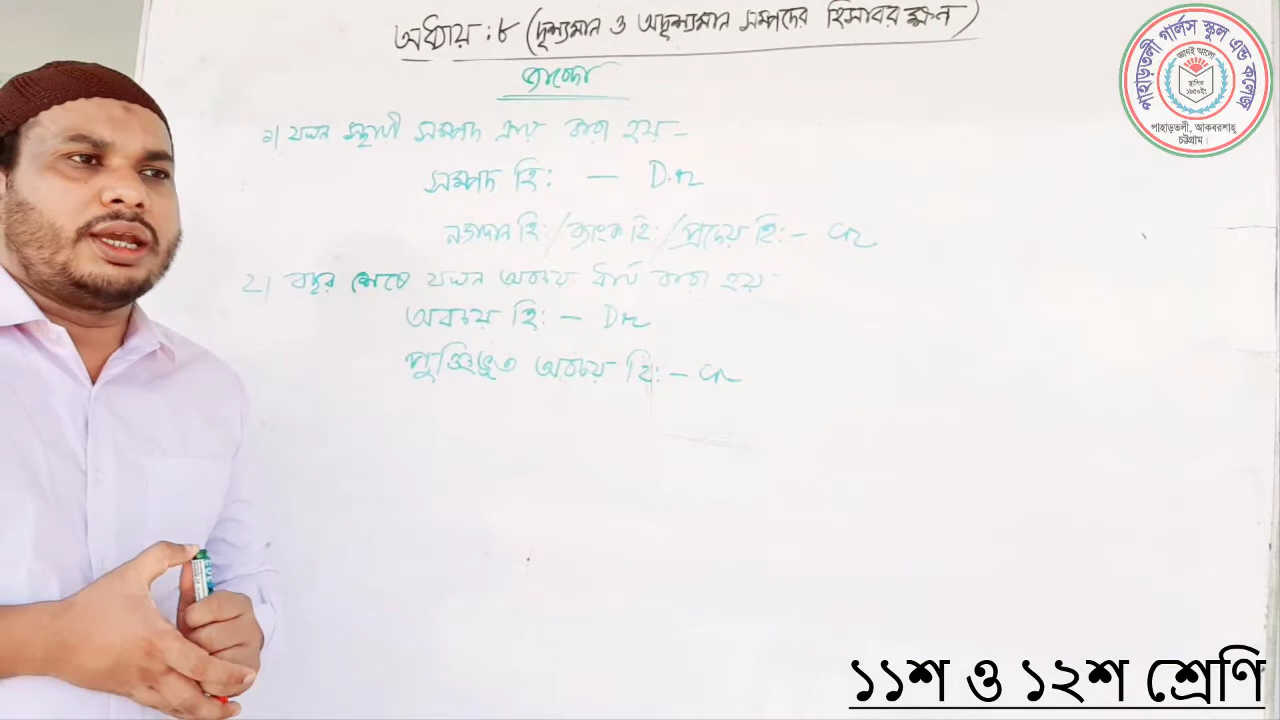 অধ্যায় : ৮ (দৃশ্যমান ও অদৃশ্যমান সম্পদের হিসাবরক্ষন)
জাবেদা
১। যখন স্থায়ী সম্পদ ক্রয় করা হয় -
সম্পদ হি: — Dr
নগদান হি: / ব্যাংক হি: / প্রদেয় হি: - Cr
২। বছর শেষে যখন অবচয় ধার্য করা হয় -
অবচয় হি: - Dr
পুঞ্জিভূত অবচয় হি: - Cr
পাহাড়তলী গার্লস স্কুল এন্ড কলেজ
স্থাপিত
পাহাড়তলী, আকবরশাহ্
চট্টগ্রাম।
১১শ ও ১২শ শ্রেণি